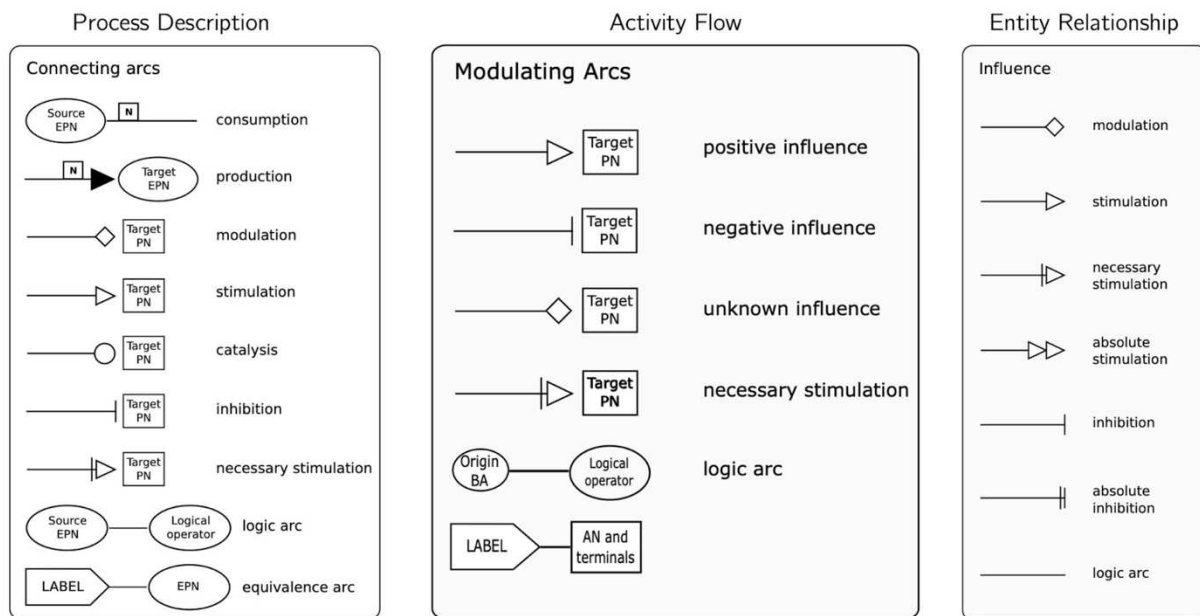 Process Description
Connecting arcs
Source
EPN
N
consumption
N
Target
EPN
production
Target
PN
modulation
Target
PN
stimulation
Target
PN
catalysis
Target
PN
inhibition
Target
PN
necessary stimulation
Source
EPN
Logical
operator
logic arc
LABEL
EPN
equivalence arc
Activity Flow
Modulating Arcs
Target
PN
positive influence
Target
PN
negative influence
Target
PN
unknown influence
Target
PN
necessary stimulation
Origin
BA
Logical
operator
logic arc
LABEL
AN and
terminals
Entity Relationship
Influence
modulation
stimulation
necessary
stimulation
absolute
stimulation
inhibition
absolute
inhibition
logic arc